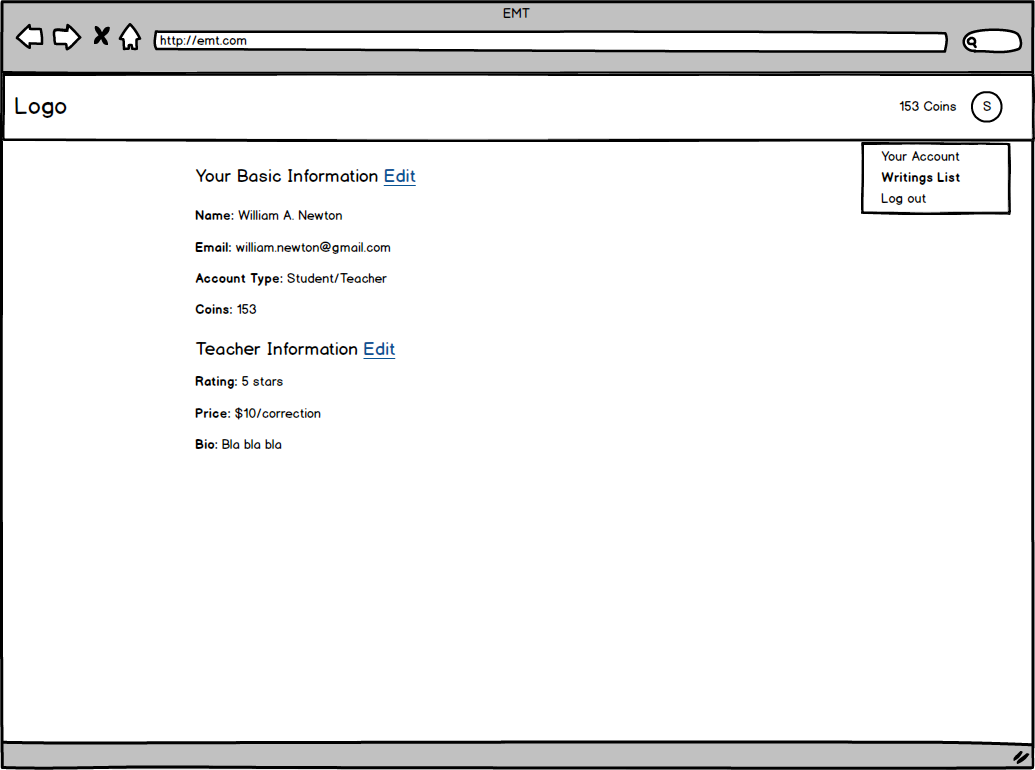 EMT
http://emt.com
Logo
153 Coins
S
Your Account
Writings List
Log out
Your Basic Information Edit
Name: William A. Newton
Email: william.newton@gmail.com
Account Type: Student/Teacher
Coins: 153
Teacher Information Edit
Rating: 5 stars
Price: $10/correction
Bio: Bla bla bla